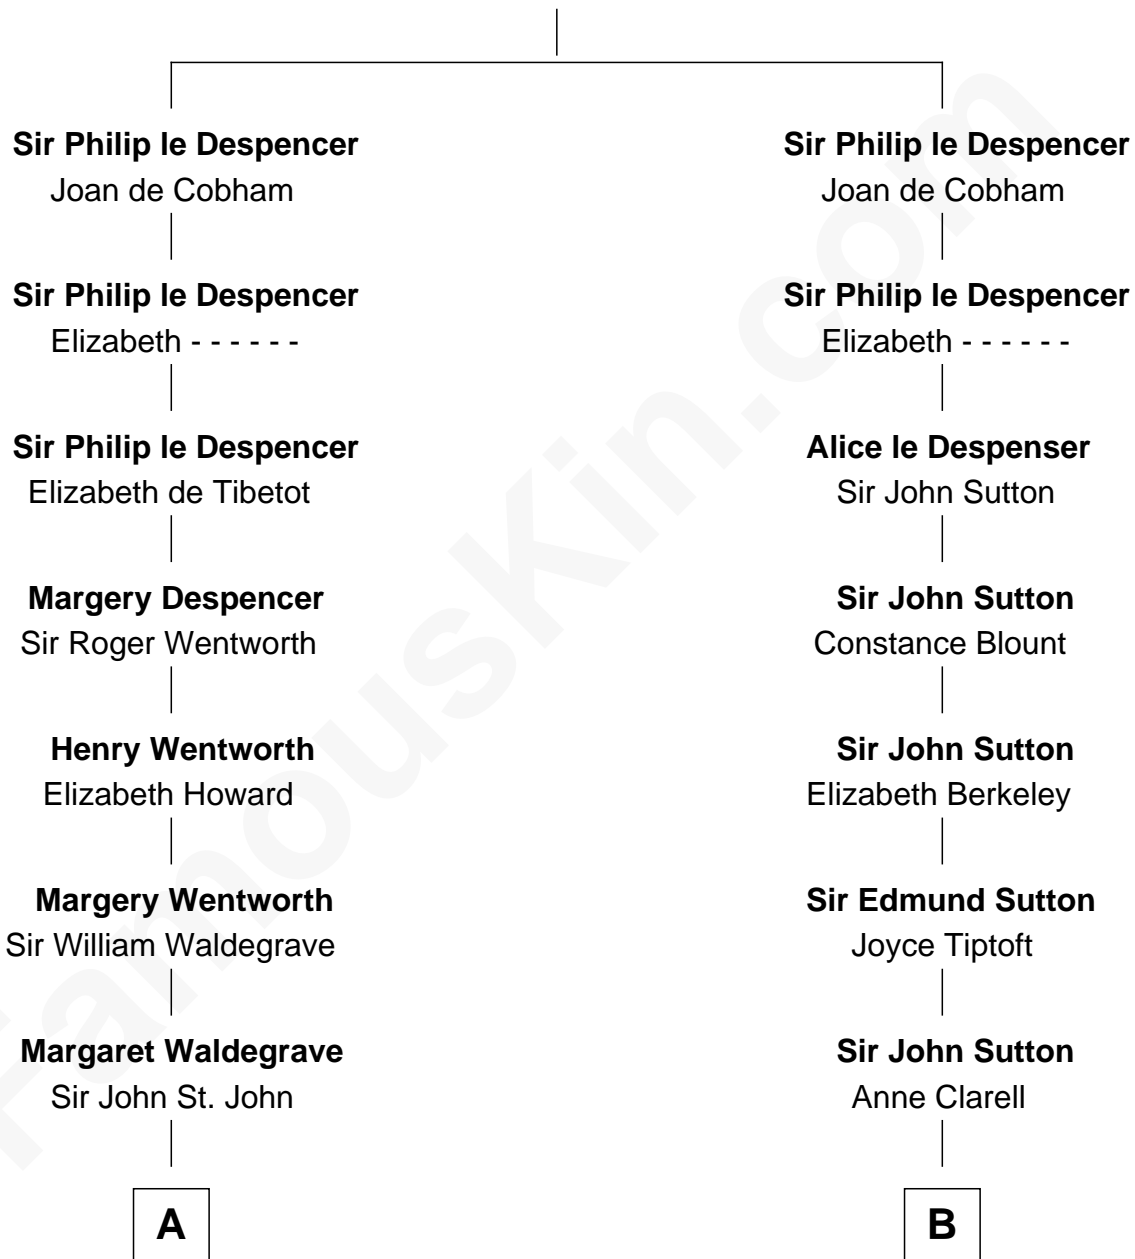 Sir Philip le Despencer
Joan de Cobham
Sir Philip le Despencer
Elizabeth - - - - - -
Sir Philip le Despencer
Elizabeth de Tibetot
Margery Despencer
Sir Roger Wentworth
Henry Wentworth
Elizabeth Howard
Margery Wentworth
Sir William Waldegrave
Margaret Waldegrave
Sir John St. John
A
Sir Philip le Despencer
Joan de Cobham
Sir Philip le Despencer
Elizabeth - - - - - -
Alice le Despenser
Sir John Sutton
Sir John Sutton
Constance Blount
Sir John Sutton
Elizabeth Berkeley
Sir Edmund Sutton
Joyce Tiptoft
Sir John Sutton
Anne Clarell
B
FamousKin.com